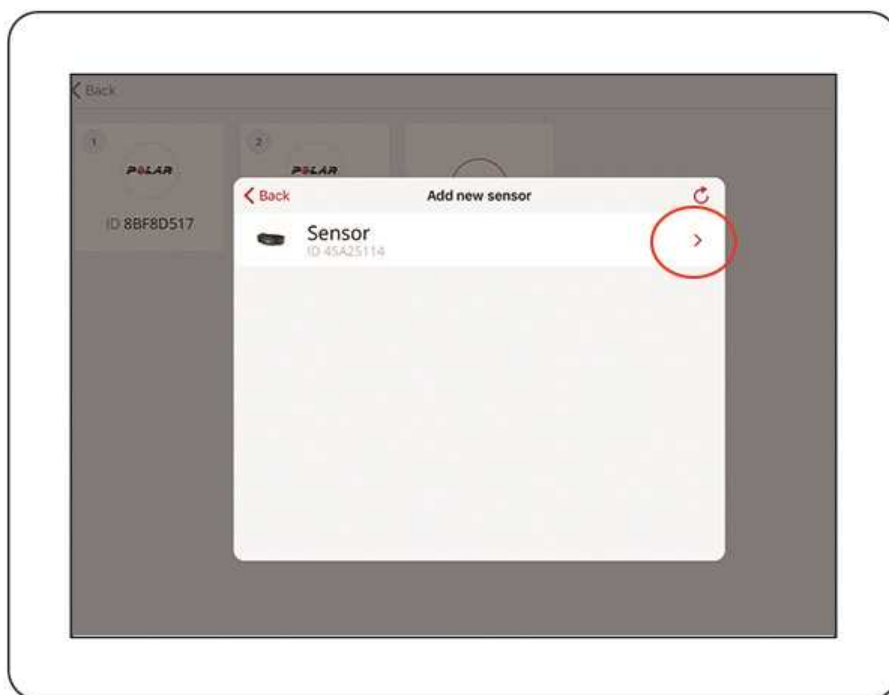 Back
1
2
POLAR
POLAR
ID 8BF8D517
Back
Add new sensor
Sensor
ID 45A25114